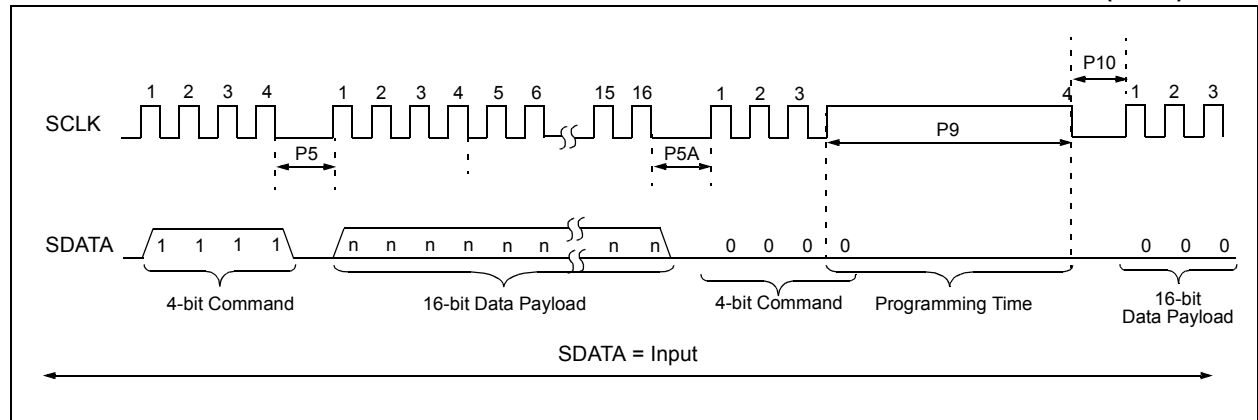 P10
1 2 3 4 1 2 3 4 5 6 15 16 1 2 3 4 1 2 3
SCLK
P5 P5A P9
SDATA
1 1 1 1 n n n n n n n n 0 0 0 0 0 0 0
4-bit Command 16-bit Data Payload 4-bit Command Programming Time 16-bit
Data Payload
SDATA = Input